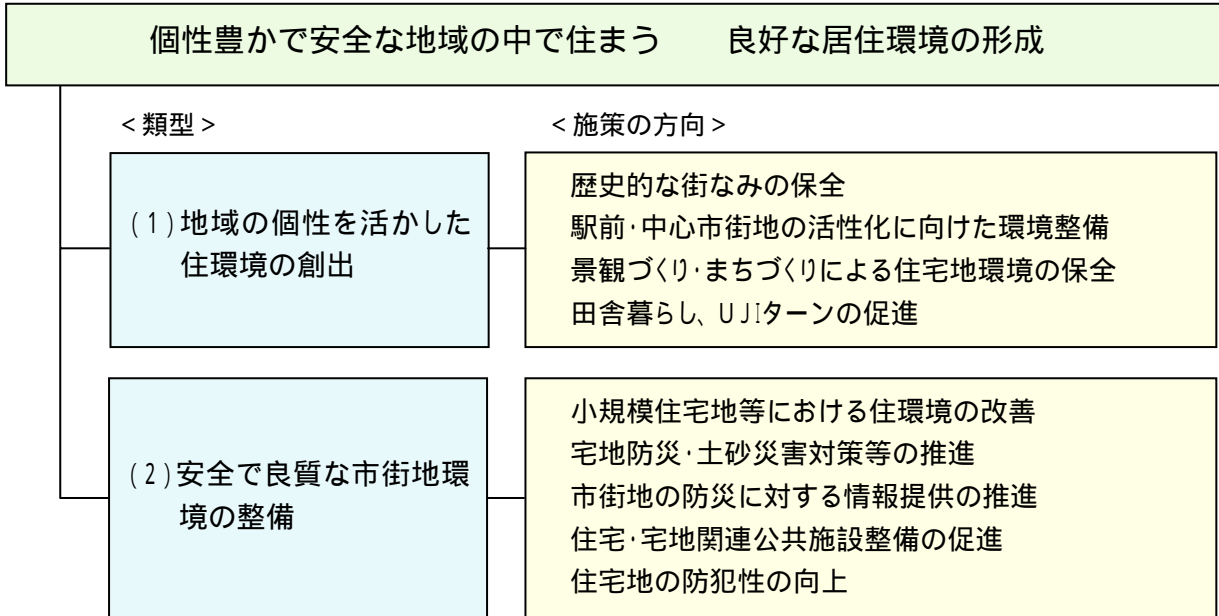 個性豊かで安全な地域の中で住まう　　良好な居住環境の形成
<類型>
<施策の方向>
(1)地域の個性を活かした
住環境の創出
歴史的な街なみの保全
駅前･中心市街地の活性化に向けた環境整備
景観づくり･まちづくりによる住宅地環境の保全
田舎暮らし､ＵＪＩターンの促進
(2)安全で良質な市街地環
境の整備
小規模住宅地等における住環境の改善
宅地防災･土砂災害対策等の推進
市街地の防災に対する情報提供の推進
住宅･宅地関連公共施設整備の促進
住宅地の防犯性の向上